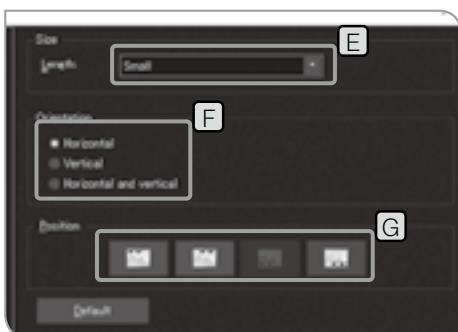 Size
E
Length Small
Orientation
F
Horizontal
Vertical
Horizontal and vertical
Position
G
Default